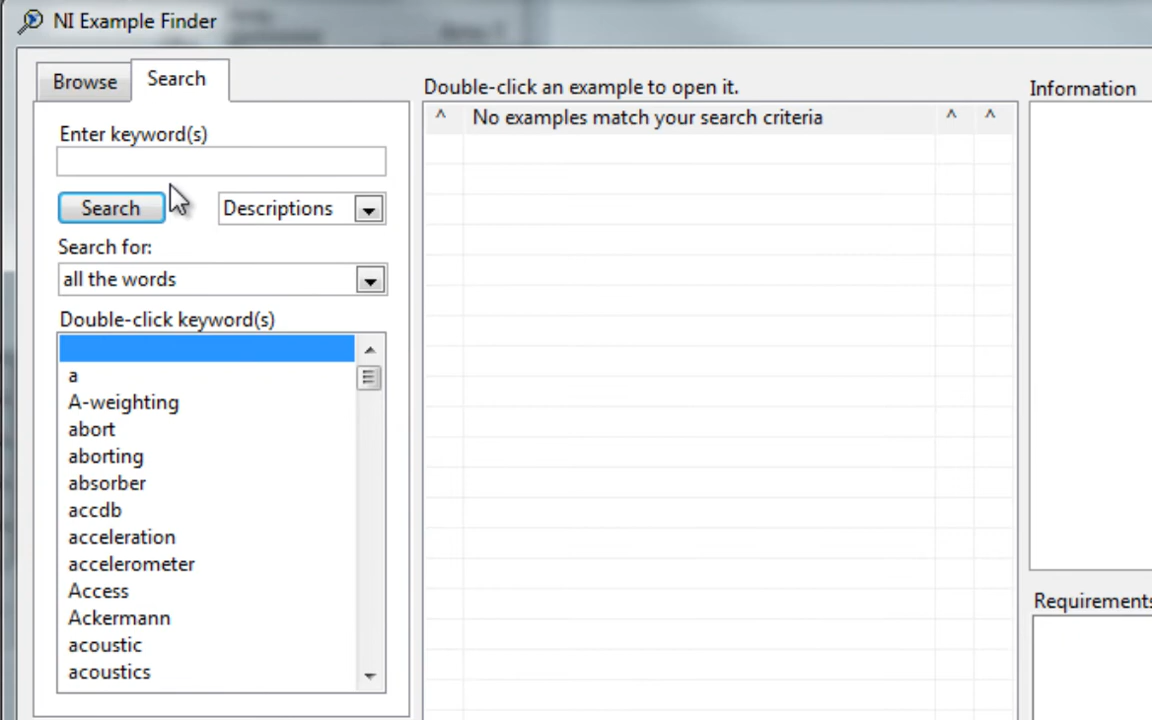 NI Example Finder
Browse
Search
Enter keyword(s)
Search
Descriptions
Search for:
all the words
Double-click keyword(s)
a
A-weighting
abort
aborting
absorber
accdb
acceleration
accelerometer
Access
Ackermann
acoustic
acoustics
Double-click an example to open it.
^ No examples match your search criteria ^ ^
Information
Requirements